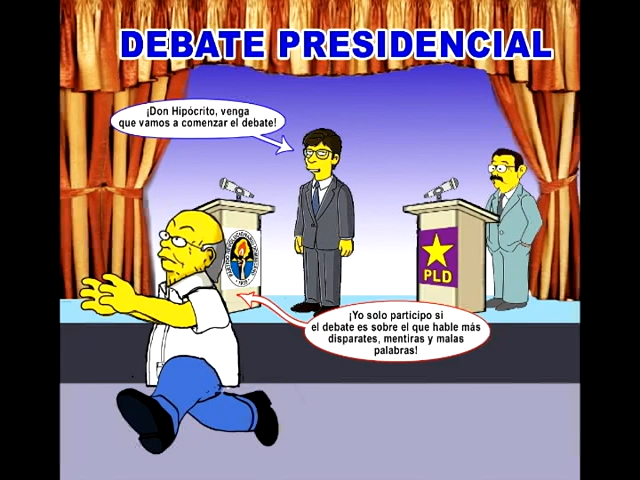 DEBATE PRESIDENCIAL
¡Don Hipócrito, venga
que vamos a comenzar el debate!
PLD
¡Yo solo participo si
el debate es sobre el que hable más
disparates, mentiras y malas
palabras!